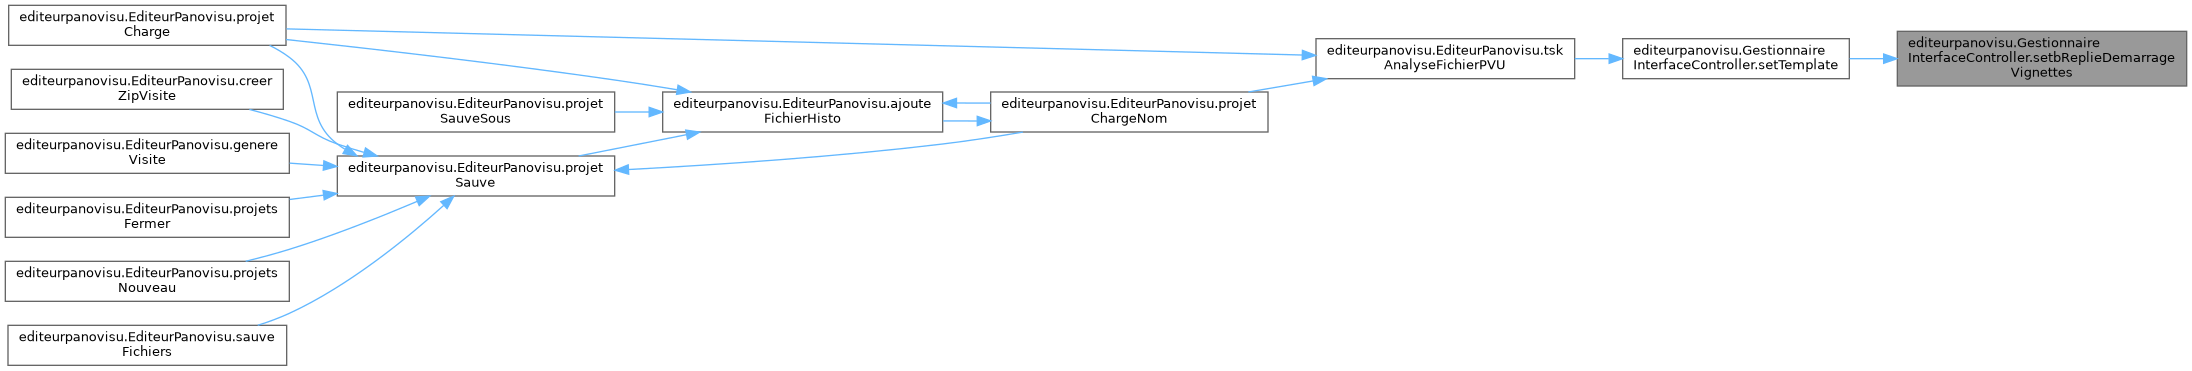 editeurpanovisu.EditeurPanovisu.projet
Charge
editeurpanovisu.EditeurPanovisu.creer
ZipVisite
editeurpanovisu.EditeurPanovisu.genere
Visite
editeurpanovisu.EditeurPanovisu.projets
Fermer
editeurpanovisu.EditeurPanovisu.projets
Nouveau
editeurpanovisu.EditeurPanovisu.sauve
Fichiers
editeurpanovisu.EditeurPanovisu.projet
SauveSous
editeurpanovisu.EditeurPanovisu.projet
Sauve
editeurpanovisu.EditeurPanovisu.ajoute
FichierHisto
editeurpanovisu.EditeurPanovisu.projet
ChargeNom
editeurpanovisu.EditeurPanovisu.tsk
AnalyseFichierPVU
editeurpanovisu.Gestionnaire
InterfaceController.setTemplate
editeurpanovisu.Gestionnaire
InterfaceController.setbReplieDemarrage
Vignettes